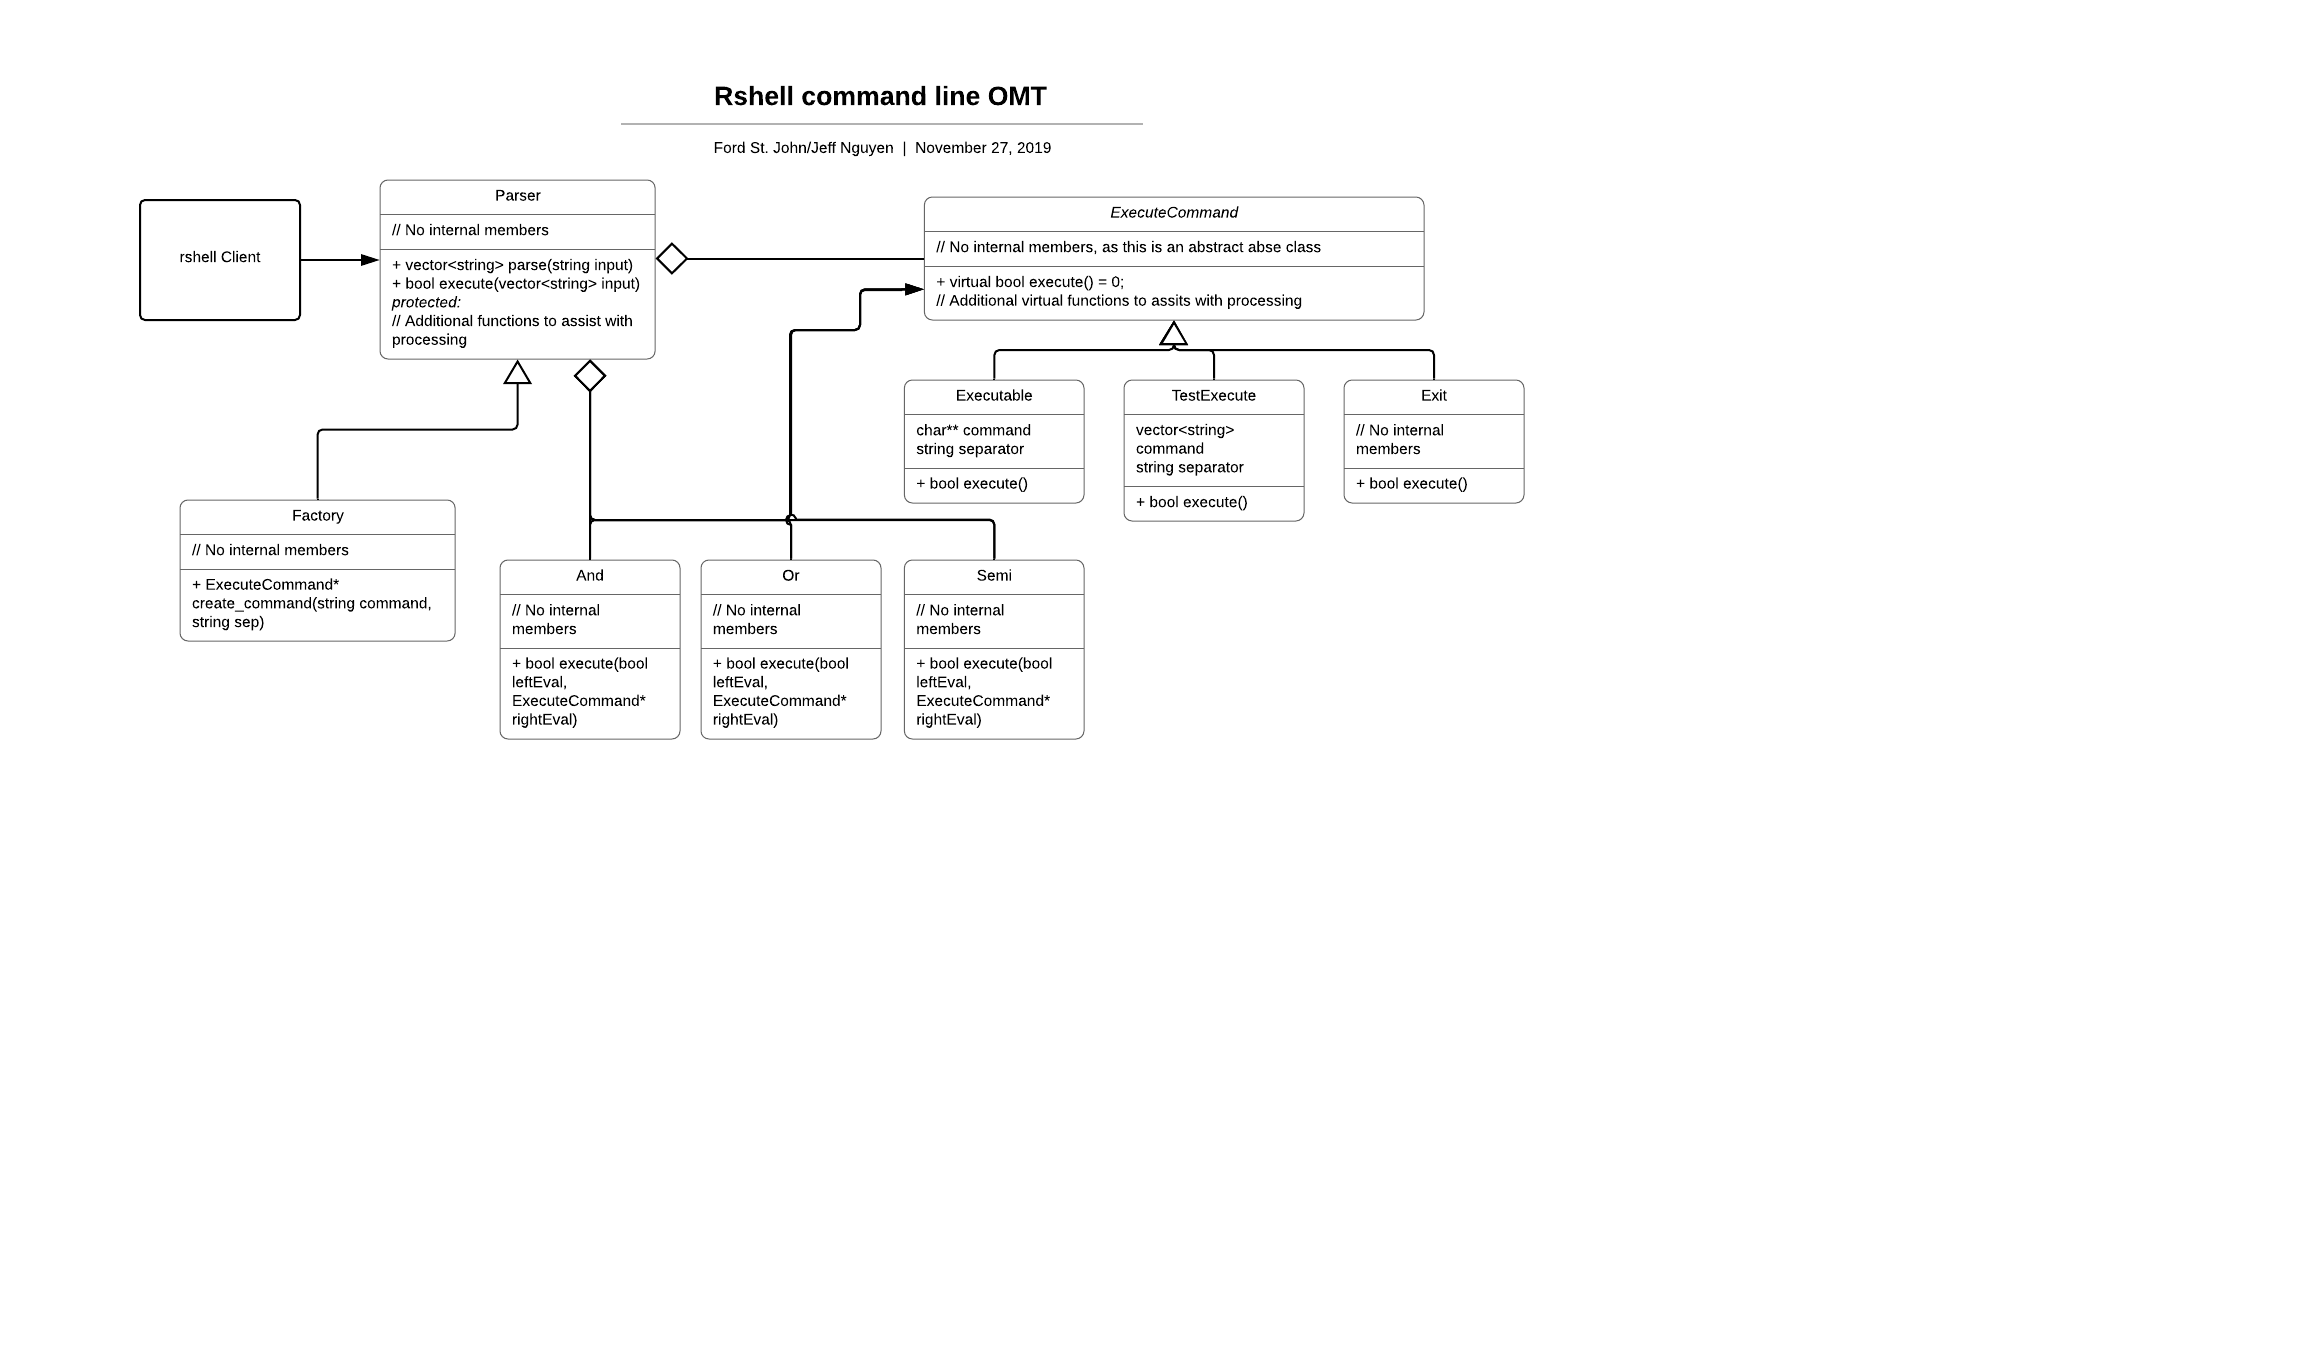 Rshell command line OMT
Ford St. John/Jeff Nguyen | November 27, 2019
rshell Client
Parser
// No internal members
+ vector<string> parse(string input)
+ bool execute(vector<string> input)
protected:
// Additional functions to assist with
processing
ExecuteCommand
// No internal members, as this is an abstract abse class
+ virtual bool execute() = 0;
// Additional virtual functions to assits with processing
Executable
char** command
string separator
+ bool execute()
TestExecute
vector<string>
command
string separator
+ bool execute()
Exit
// No internal
members
+ bool execute()
Factory
// No internal members
+ ExecuteCommand*
create_command(string command,
string sep)
And
// No internal
members
+ bool execute(bool
leftEval,
ExecuteCommand*
rightEval)
Or
// No internal
members
+ bool execute(bool
leftEval,
ExecuteCommand*
rightEval)
Semi
// No internal
members
+ bool execute(bool
leftEval,
ExecuteCommand*
rightEval)